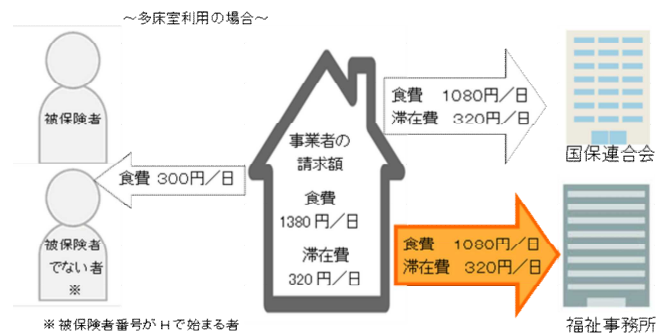 ～多床室利用の場合～
被保険者
食費 300円／日
被保険者
でない者
※
※被保険者番号がHで始まる者
事業者の
請求額
食費
1380円／日
滞在費
320円／日
食費 1080円／日
滞在費 320円／日
国保連合会
食費 1080円／日
滞在費 320円／日
福祉事務所